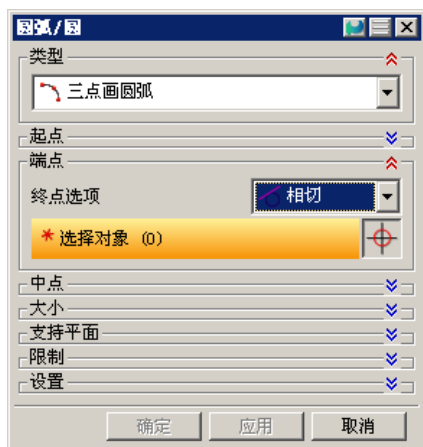 圆弧/圆
类型
三点画圆弧
起点
端点
终点选项 相切
* 选择对象 (0)
中点
大小
支持平面
限制
设置
确定 应用 取消